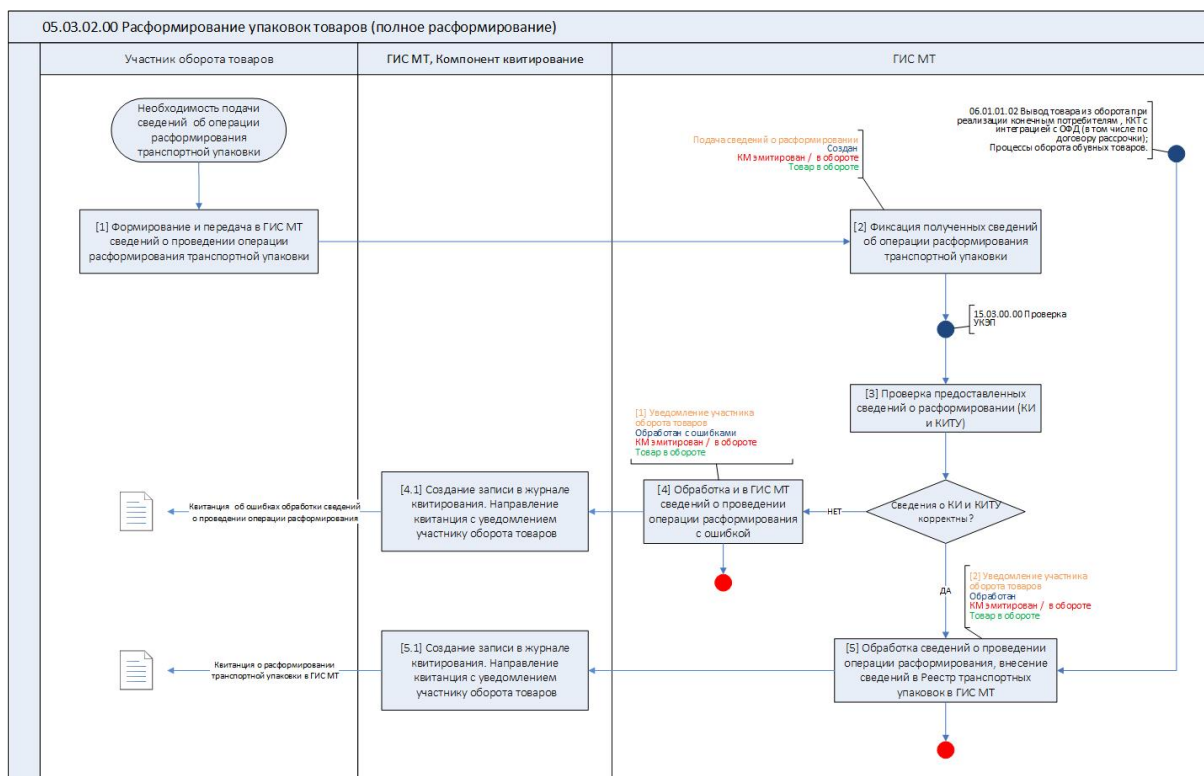 05.03.02.00 Расформирование упаковок товаров (полное расформирование)
Участник оборота товаров
ГИС МТ, Компонент квитирование
ГИС МТ
Необходимость подачи
сведений об операции
расформирования
транспортной упаковки
06.01.01.02 Вывод товара из оборота при
реализации конечным потребителям , ККТ с
интеграцией с ОФД (в том числе по
договору рассрочки);
Процессы оборота обувных товаров.
Подача сведений о расформировании
Создан
КМ эмитирован / в обороте
Товар в обороте
[1] Формирование и передача в ГИС МТ
сведений о проведении операции
расформирования транспортной упаковки
[2] Фиксация полученных сведений
об операции расформирования
транспортной упаковки
15.03.00.00 Проверка
УКЭП
[3] Проверка предоставленных
сведений о расформировании (КИ
и КИТУ)
[1] Уведомление участника
оборота товаров
Обработан с ошибками
КМ эмитирован / в обороте
Товар в обороте
Квитанция об ошибках обработки сведений
о проведении операции расформирования
[4.1] Создание записи в журнале
квитирования. Направление
квитанция с уведомлением
участнику оборота товаров
[4] Обработка и в ГИС МТ
сведений о проведении
операции расформирования
с ошибкой
НЕТ
Сведения о КИ и КИТУ
корректны?
ДА
[2] Уведомление участника
оборота товаров
Обработан
КМ эмитирован / в обороте
Товар в обороте
Квитанция о расформировании
транспортной упаковки в ГИС МТ
[5.1] Создание записи в журнале
квитирования. Направление
квитанция с уведомлением
участнику оборота товаров
[5] Обработка сведений о проведении
операции расформирования, внесение
сведений в Реестр транспортных
упаковок в ГИС МТ